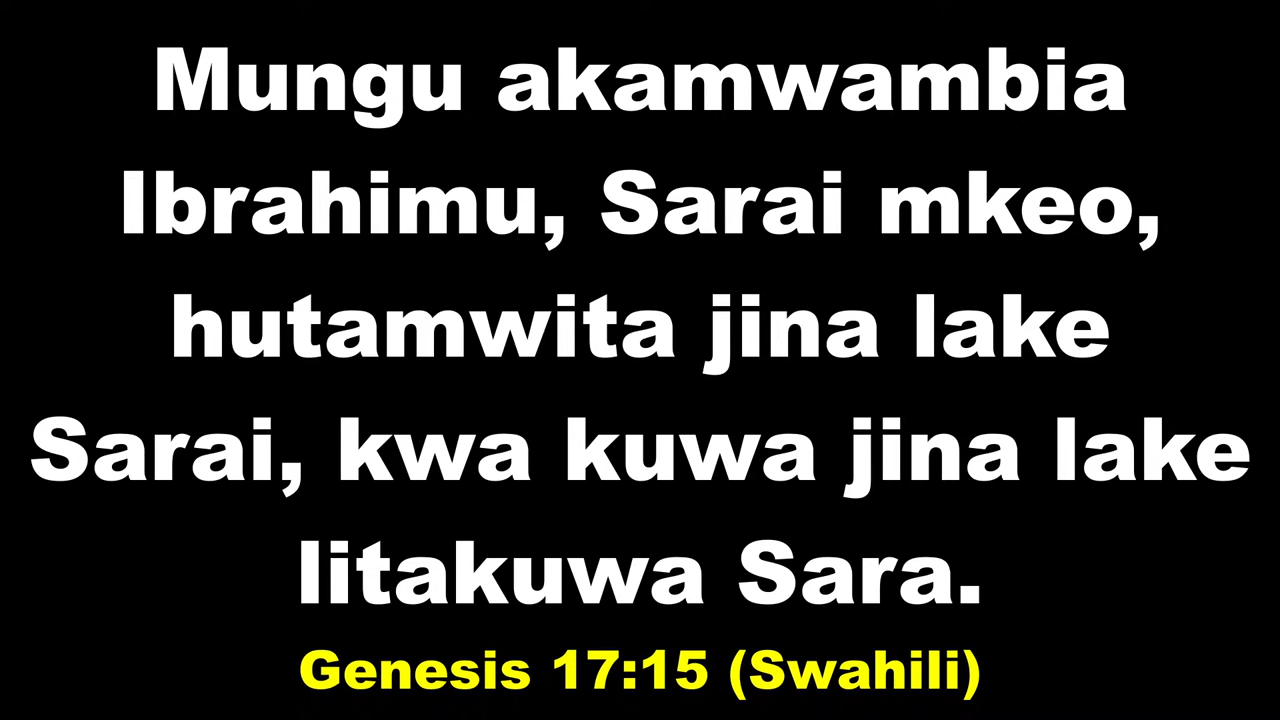 Mungu akamwambia
Ibrahimu, Sarai mkeo,
hutamwita jina lake
Sarai, kwa kuwa jina lake
litakuwa Sara.
Genesis 17:15 (Swahili)